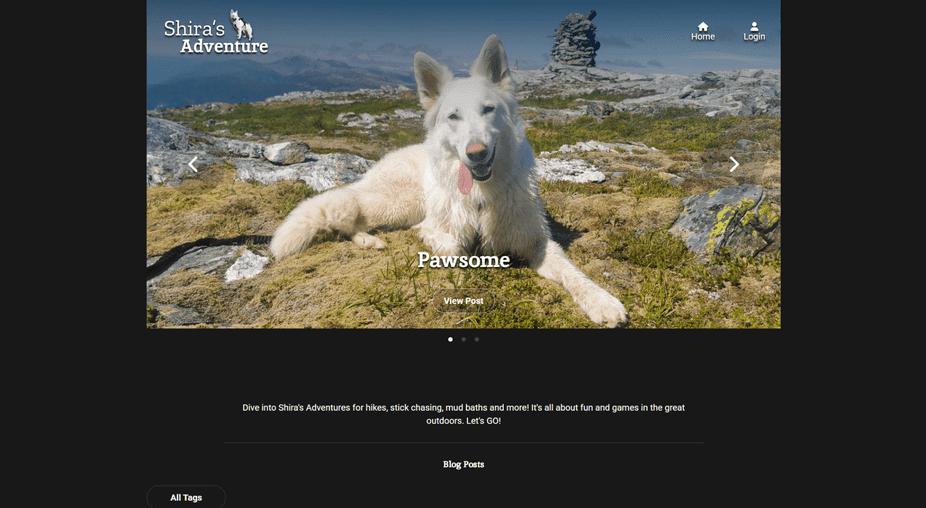 Shira's
Adventure
Home
Login
Pawsome
View Post
Dive into Shira's Adventures for hikes, stick chasing, mud baths and more! It's all about fun and games in the great
outdoors. Let's GO!
Blog Posts
All Tags